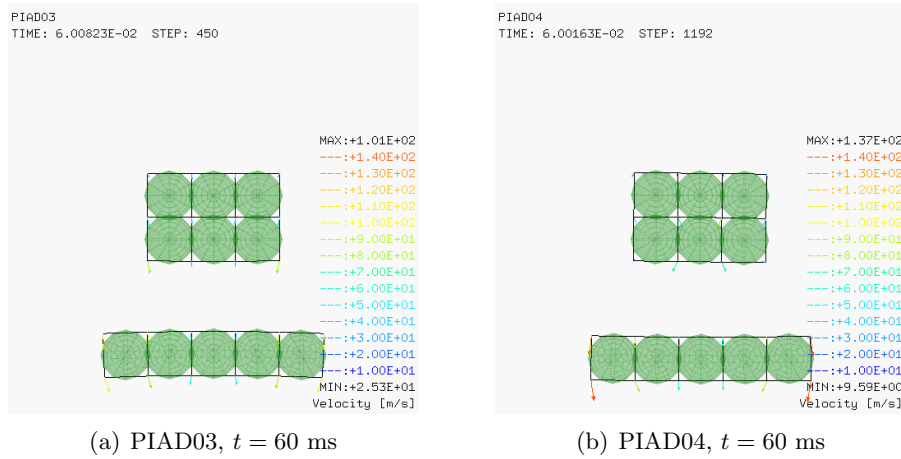 PIAD03
TIME: 6.00823E-02 STEP: 450
MAX:+1.01E+02
---:+1.40E+02
---:+1.30E+02
---:+1.20E+02
---:+1.10E+02
---:+1.00E+02
---:+9.00E+01
---:+8.00E+01
---:+7.00E+01
---:+6.00E+01
---:+5.00E+01
---:+4.00E+01
---:+3.00E+01
---:+2.00E+01
---:+1.00E+01
MIN:+2.53E+01
Velocity [m/s]
(a) PIAD03, t = 60 ms
PIAD04
TIME: 6.00163E-02 STEP: 1192
MAX:+1.37E+02
---:+1.40E+02
---:+1.30E+02
---:+1.20E+02
---:+1.10E+02
---:+1.00E+02
---:+9.00E+01
---:+8.00E+01
---:+7.00E+01
---:+6.00E+01
---:+5.00E+01
---:+4.00E+01
---:+3.00E+01
---:+2.00E+01
---:+1.00E+01
MIN:+9.59E+00
Velocity [m/s]
(b) PIAD04, t = 60 ms